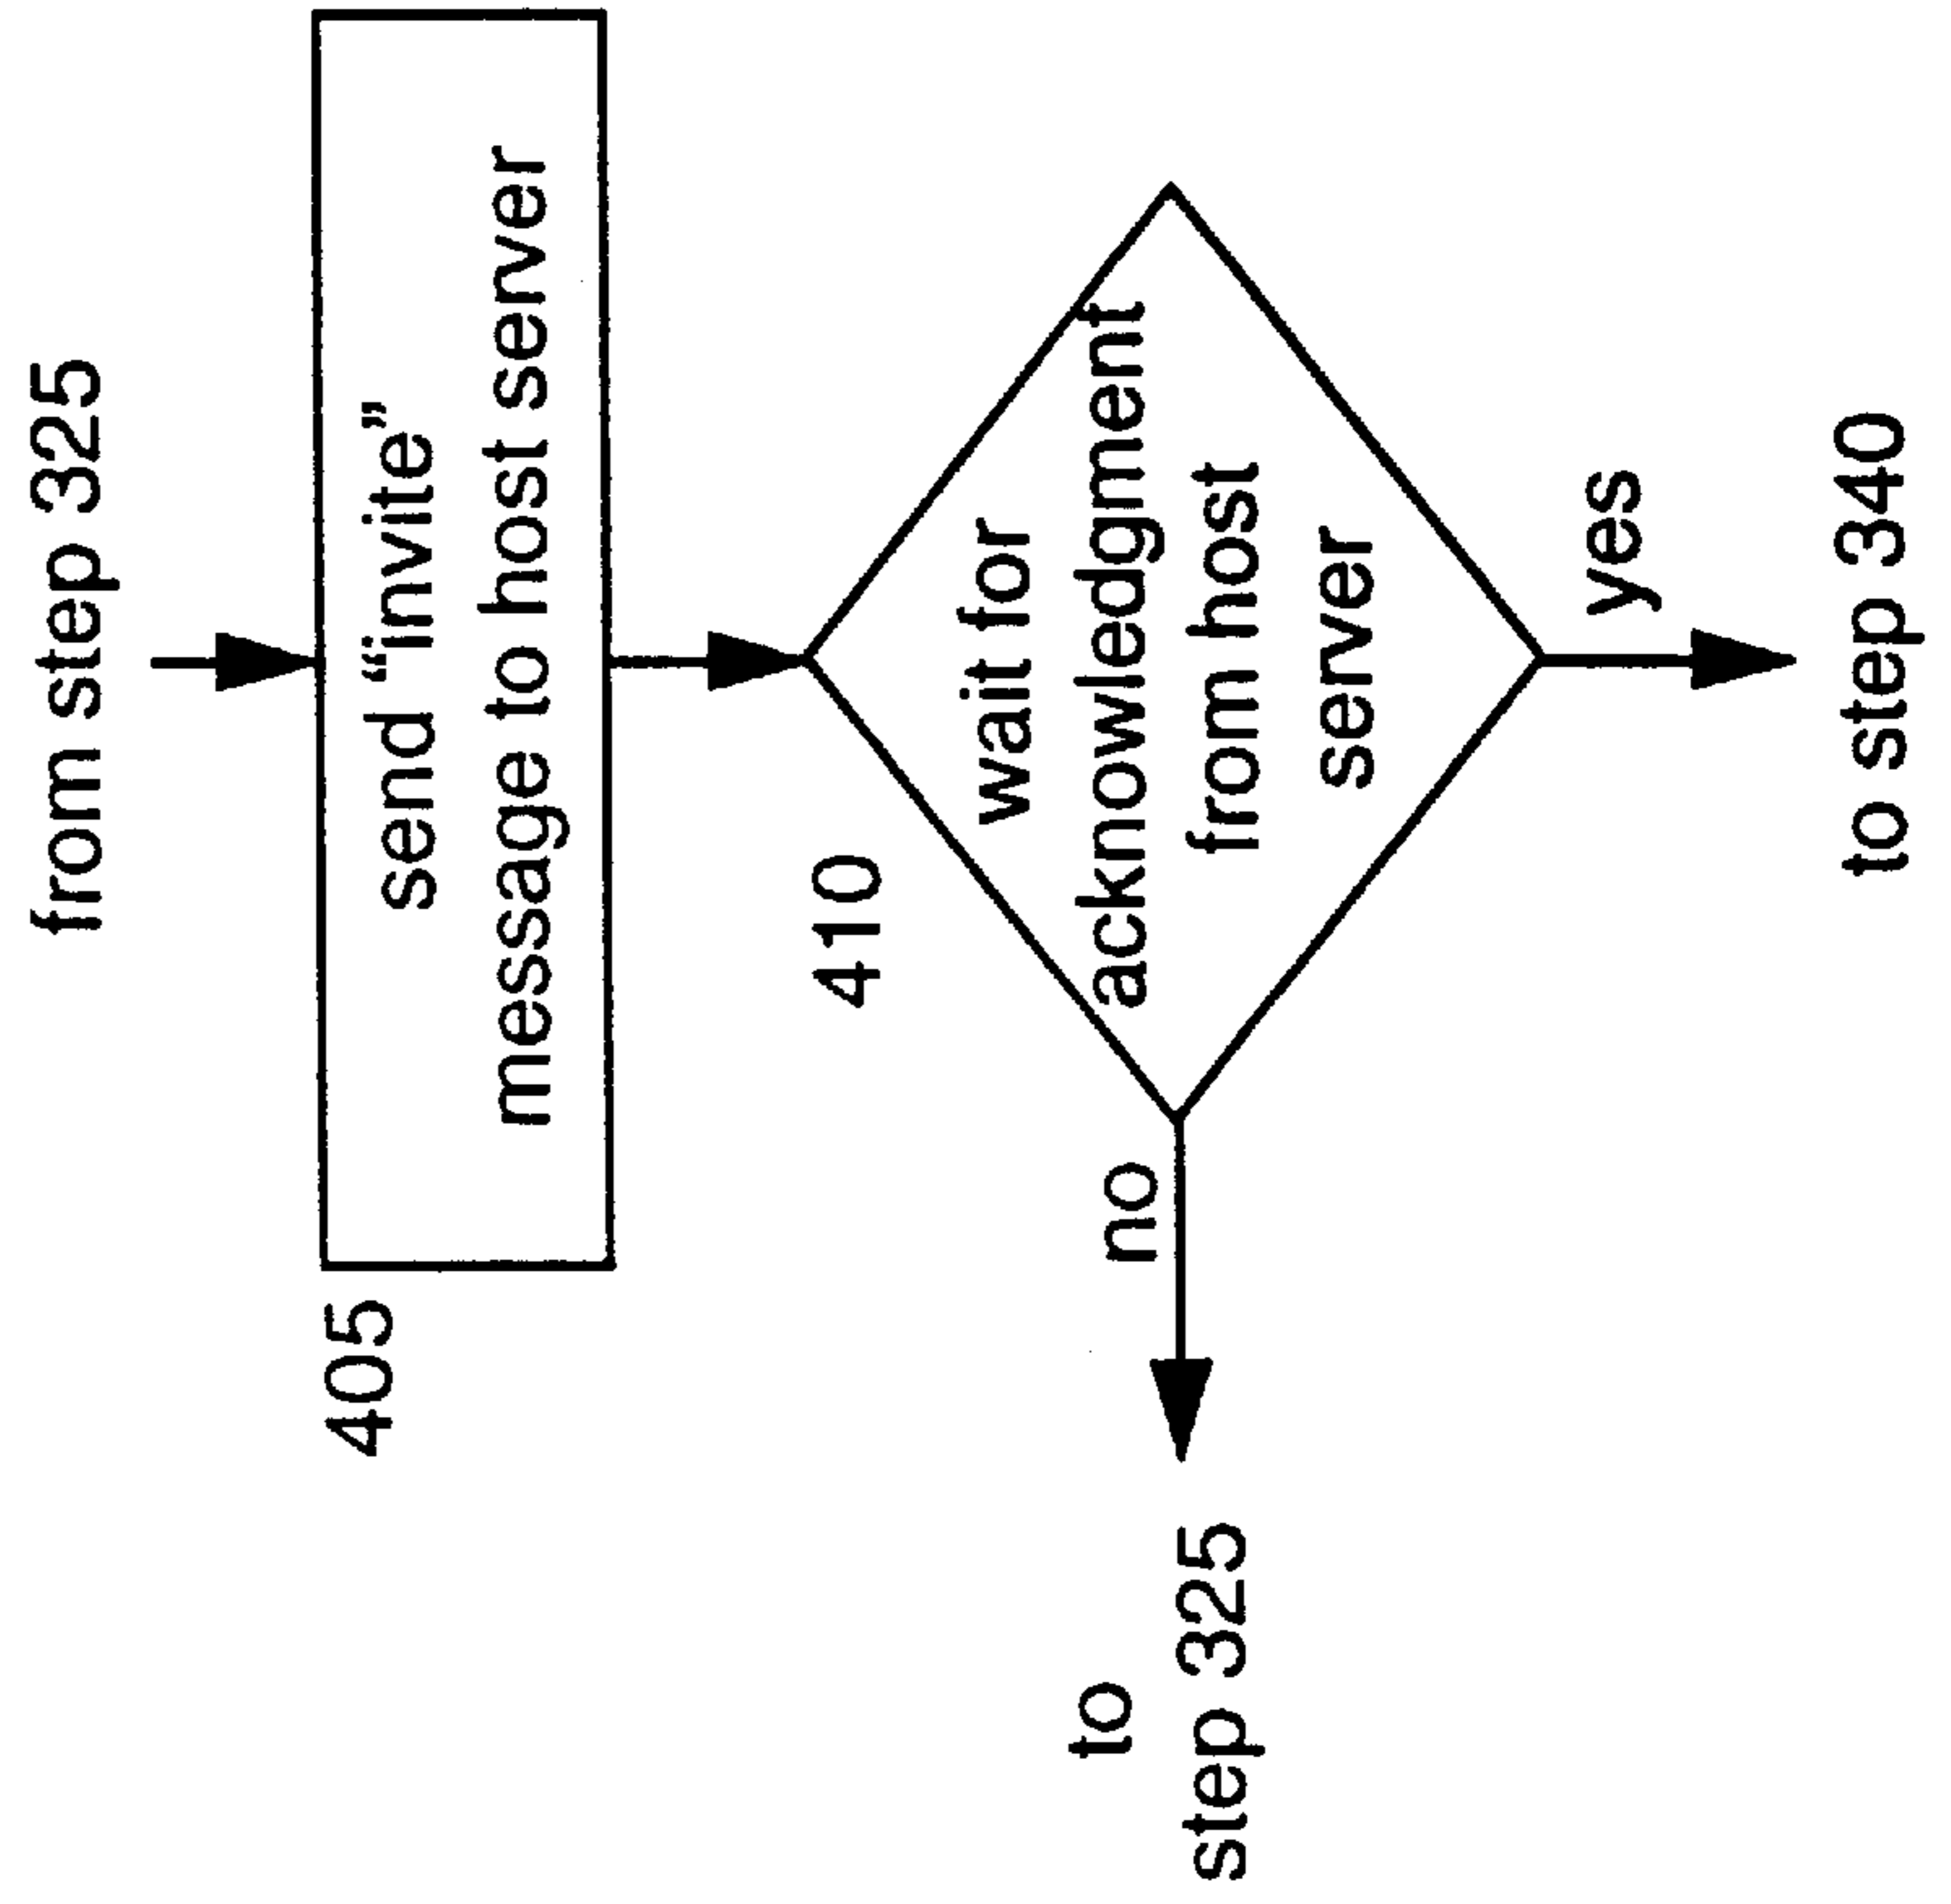 from step 325
405
send “invite”
message to host server
410
wait for
acknowledgment
from host
server
no
to
step 325
yes
to step 340